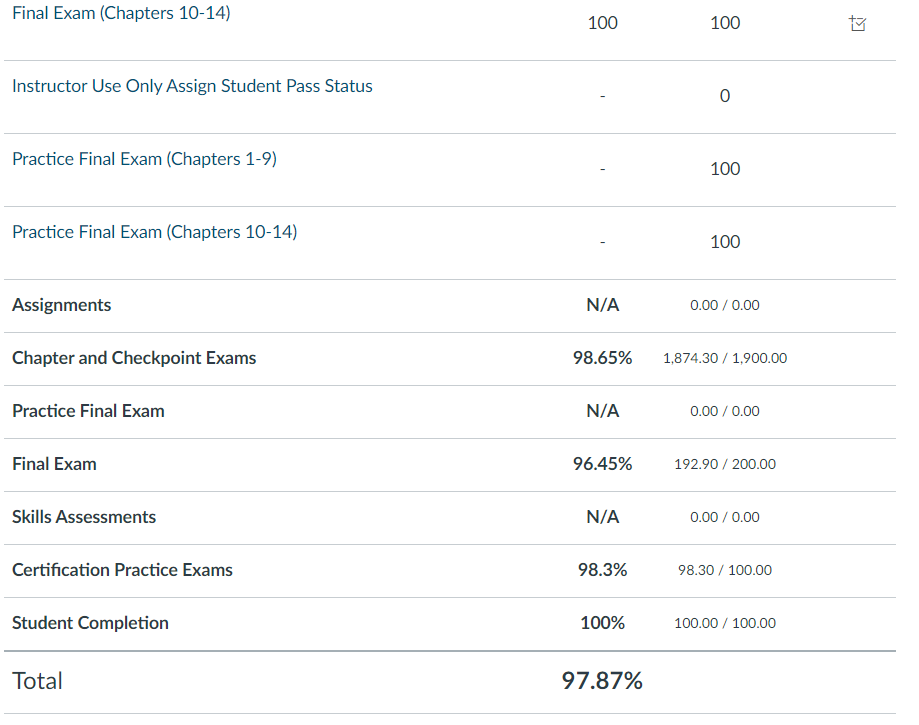 Final Exam (Chapters 10-14) 100 100
Instructor Use Only Assign Student Pass Status - 0
Practice Final Exam (Chapters 1-9) - 100
Practice Final Exam (Chapters 10-14) - 100
Assignments N/A 0.00 / 0.00
Chapter and Checkpoint Exams 98.65% 1,874.30 / 1,900.00
Practice Final Exam N/A 0.00 / 0.00
Final Exam 96.45% 192.90 / 200.00
Skills Assessments N/A 0.00 / 0.00
Certification Practice Exams 98.3% 98.30 / 100.00
Student Completion 100% 100.00 / 100.00
Total 97.87%